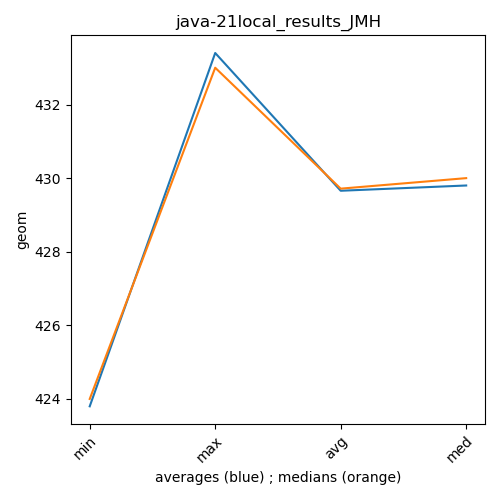 java-21local_results_JMH
geom
432
430
428
426
424
min
max
avg
med
averages (blue) ; medians (orange)